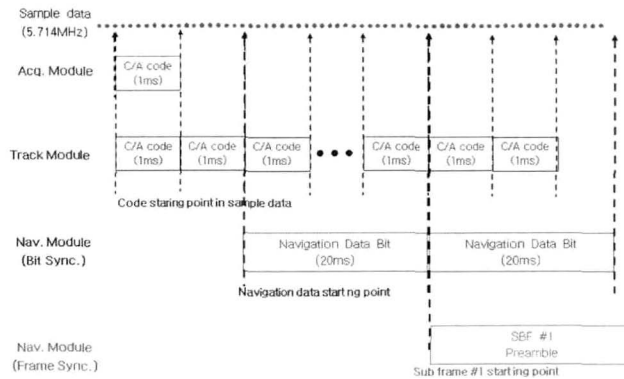 Sample data
(5.714MHz)
Acq. Module
C/A code
(1ms)
Track Module
C/A code
(1ms)
C/A code
(1ms)
C/A code
(1ms)
C/A code
(1ms)
C/A code
(1ms)
C/A code
(1ms)
Code staring point in sample data
Nav. Module
(Bit Sync.)
Navigation Data Bit
(20ms)
Navigation Data Bit
(20ms)
Navigation data starting point
Nav. Module
(Frame Sync.)
SBF #1
Preamble
Sub frame #1 starting point